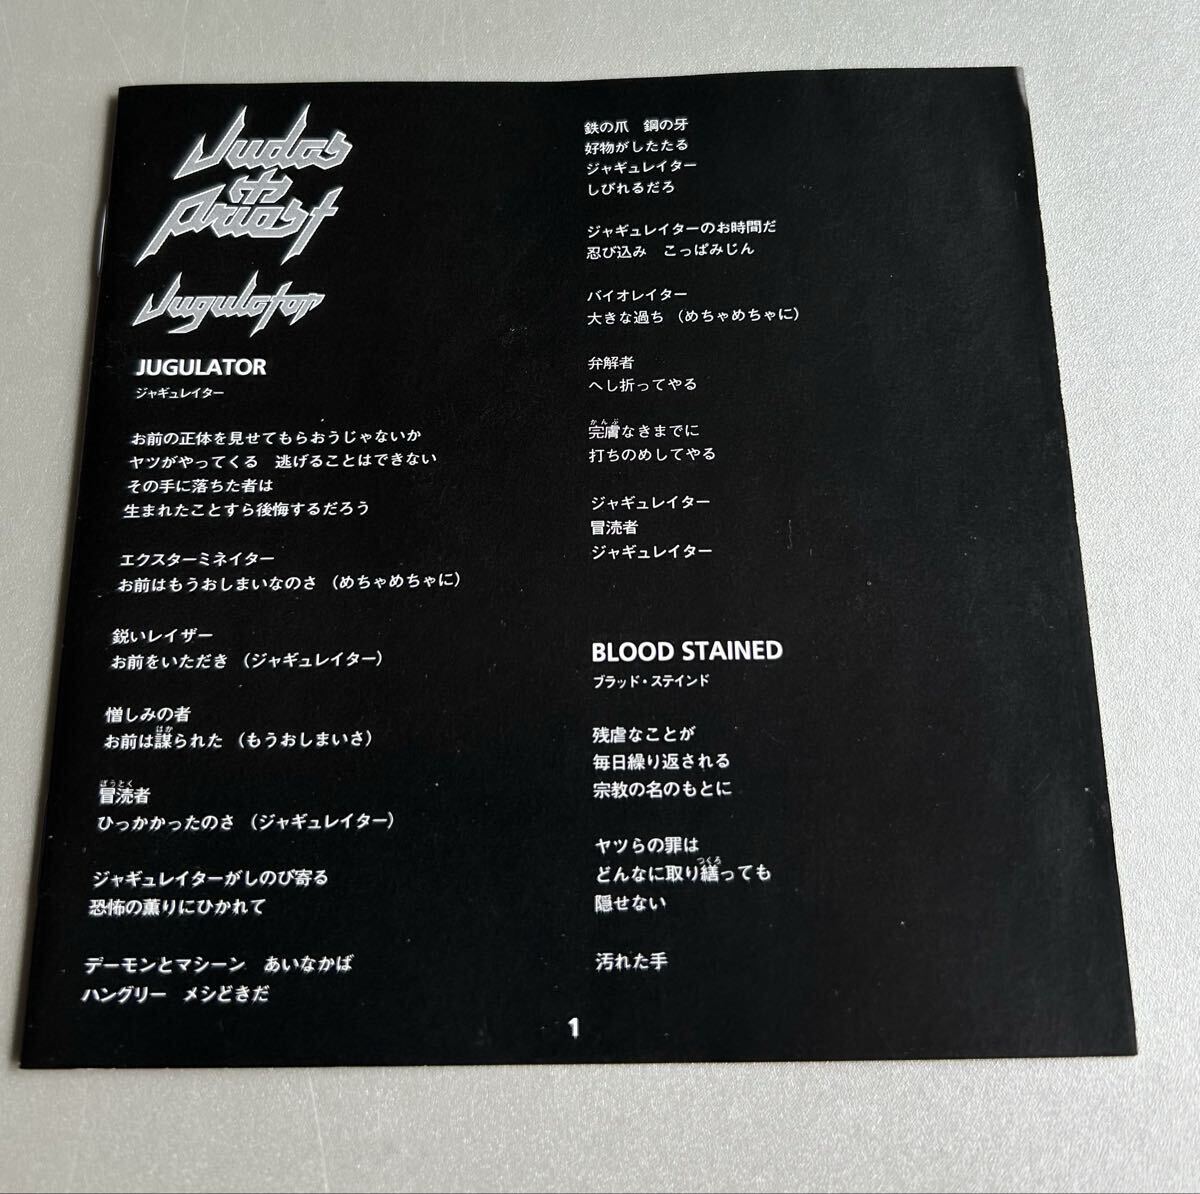 Judas
Priest
Jugulator
JUGULATOR
ジャギュレイター
お前の正体を見せてもらおうじゃないか
ヤツがやってくる　逃げることはできない
その手に落ちた者は
生まれたことすら後悔するだろう
エクスターミネイター
お前はもうおしまいなのさ （めちゃめちゃに）
鋭いレイザー
お前をいただき （ジャギュレイター）
憎しみの者
はか
お前は謀られた （もうおしまいさ）
ぼうとく
冒涜者
ひっかかったのさ （ジャギュレイター）
ジャギュレイターがしのび寄る
恐怖の薫りにひかれて
デーモンとマシーン　あいなかば
ハングリー　メシどきだ
鉄の爪　鋼の牙
好物がしたたる
ジャギュレイター
しびれるだろ
ジャギュレイターのお時間だ
忍び込み　こっぱみじん
バイオレイター
大きな過ち （めちゃめちゃに）
弁解者
へし折ってやる
かんぷ
完膚なきまでに
打ちのめしてやる
ジャギュレイター
冒涜者
ジャギュレイター
BLOOD STAINED
ブラッド・ステインド
残虐なことが
毎日繰り返される
宗教の名のもとに
ヤツらの罪は
つくろ
どんなに取り繕っても
隠せない
汚れた手
1